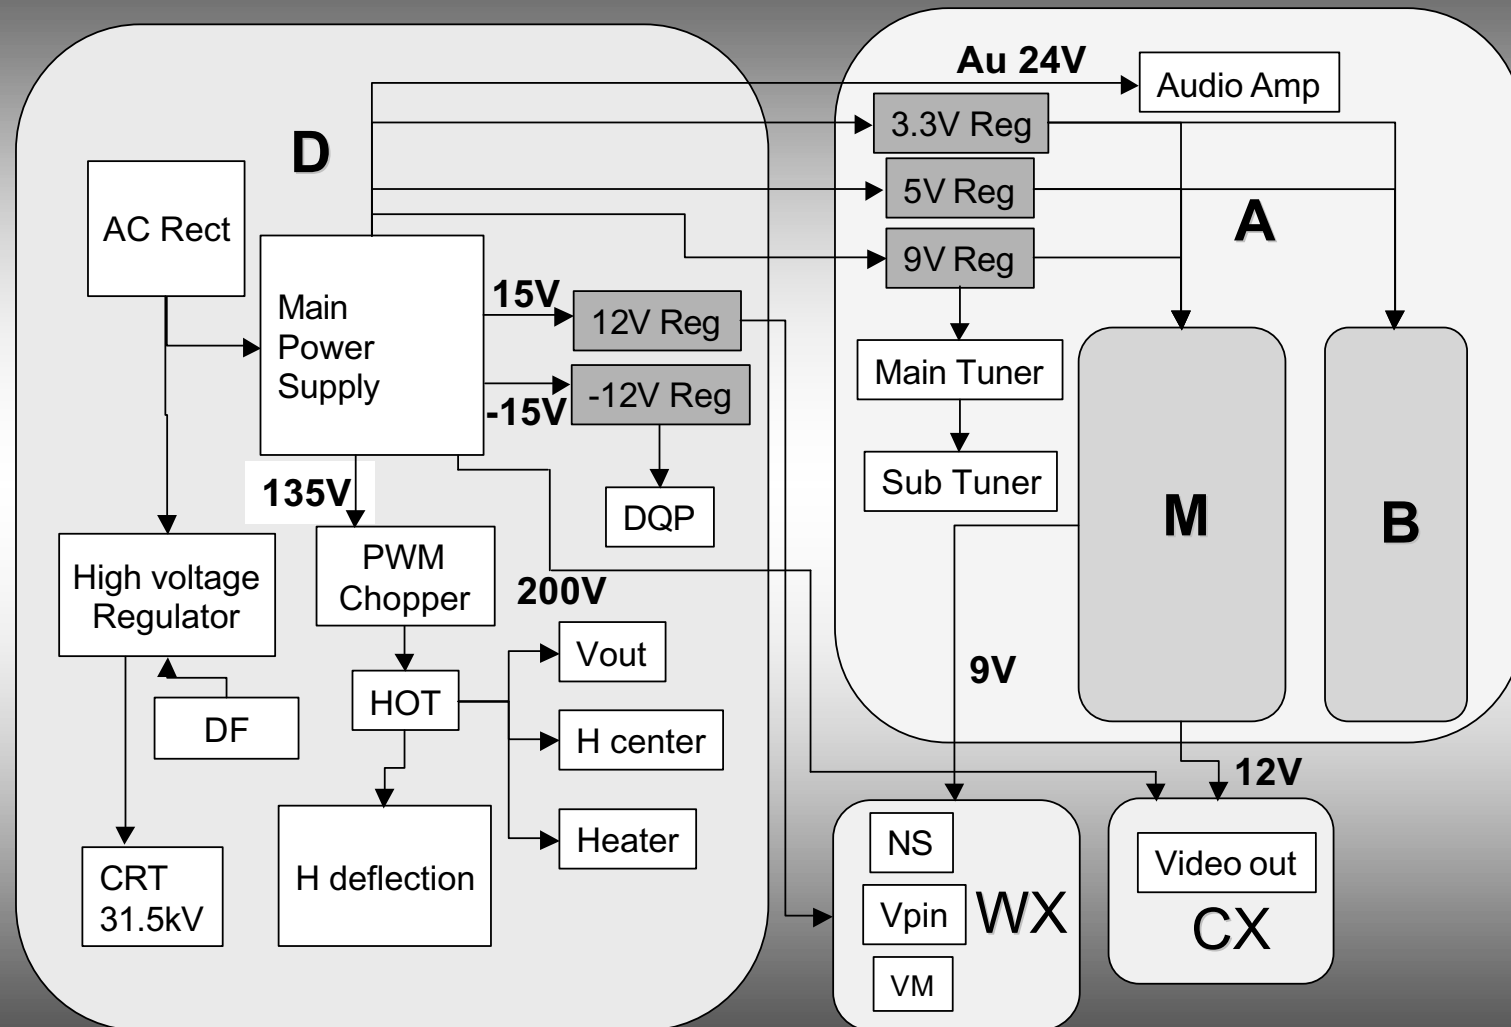 Au 24V
Audio Amp
D
3.3V Reg
5V Reg
A
AC Rect
9V Reg
Main
Power
Supply
15V
12V Reg
-15V
-12V Reg
Main Tuner
Sub Tuner
135V
DQP
M
B
High voltage
Regulator
PWM
Chopper
200V
Vout
9V
HOT
DF
H center
12V
Heater
NS
Video out
CRT
31.5kV
H deflection
Vpin
WX
CX
VM